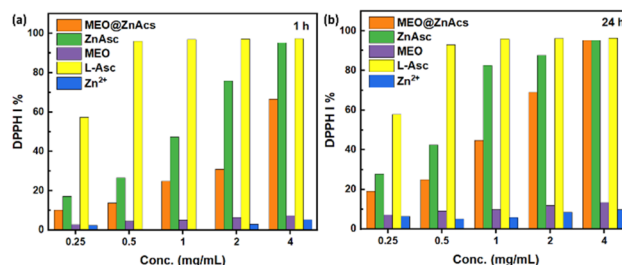 (a)
1 h
MEO@ZnAcs
ZnAsc
MEO
L-Asc
Zn²⁺
DPPH I %
100
80
60
40
20
0
0.25 0.5 1 2 4
Conc. (mg/mL)
(b)
24 h
MEO@ZnAcs
ZnAsc
MEO
L-Asc
Zn²⁺
DPPH I %
100
80
60
40
20
0
0.25 0.5 1 2 4
Conc. (mg/mL)